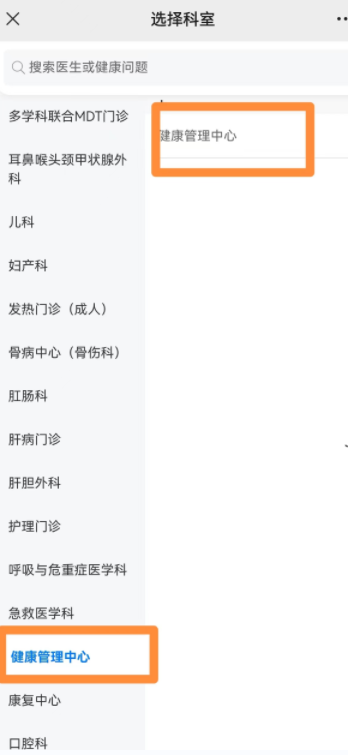 选择科室
搜索医生或健康问题
多学科联合MDT门诊
耳鼻喉头颈甲状腺外
科
儿科
妇产科
发热门诊（成人）
骨病中心（骨伤科）
肛肠科
肝病门诊
肝胆外科
护理门诊
呼吸与危重症医学科
急救医学科
健康管理中心
康复中心
口腔科
健康管理中心